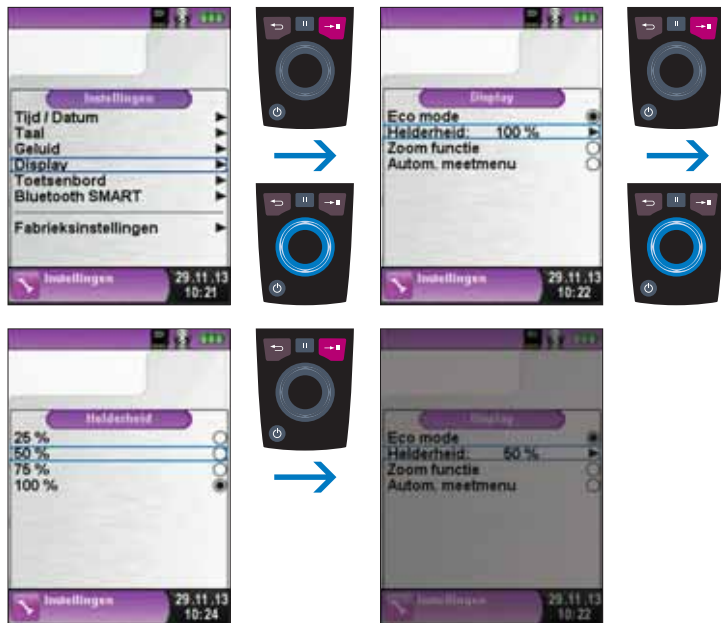 Instellingen
Tijd / Datum
Taal
Geluid
Display
Toetsenbord
Bluetooth SMART
Fabrieksinstellingen
Instellingen
29.11.13
10:21
Display
Eco mode
Helderheid: 100 %
Zoom functie
Autom. meetmenu
Instellingen
29.11.13
10:22
Helderheid
25 %
50 %
75 %
100 %
Instellingen
29.11.13
10:24
Display
Eco mode
Helderheid: 50 %
Zoom functie
Autom. meetmenu
Instellingen
29.11.13
10:22